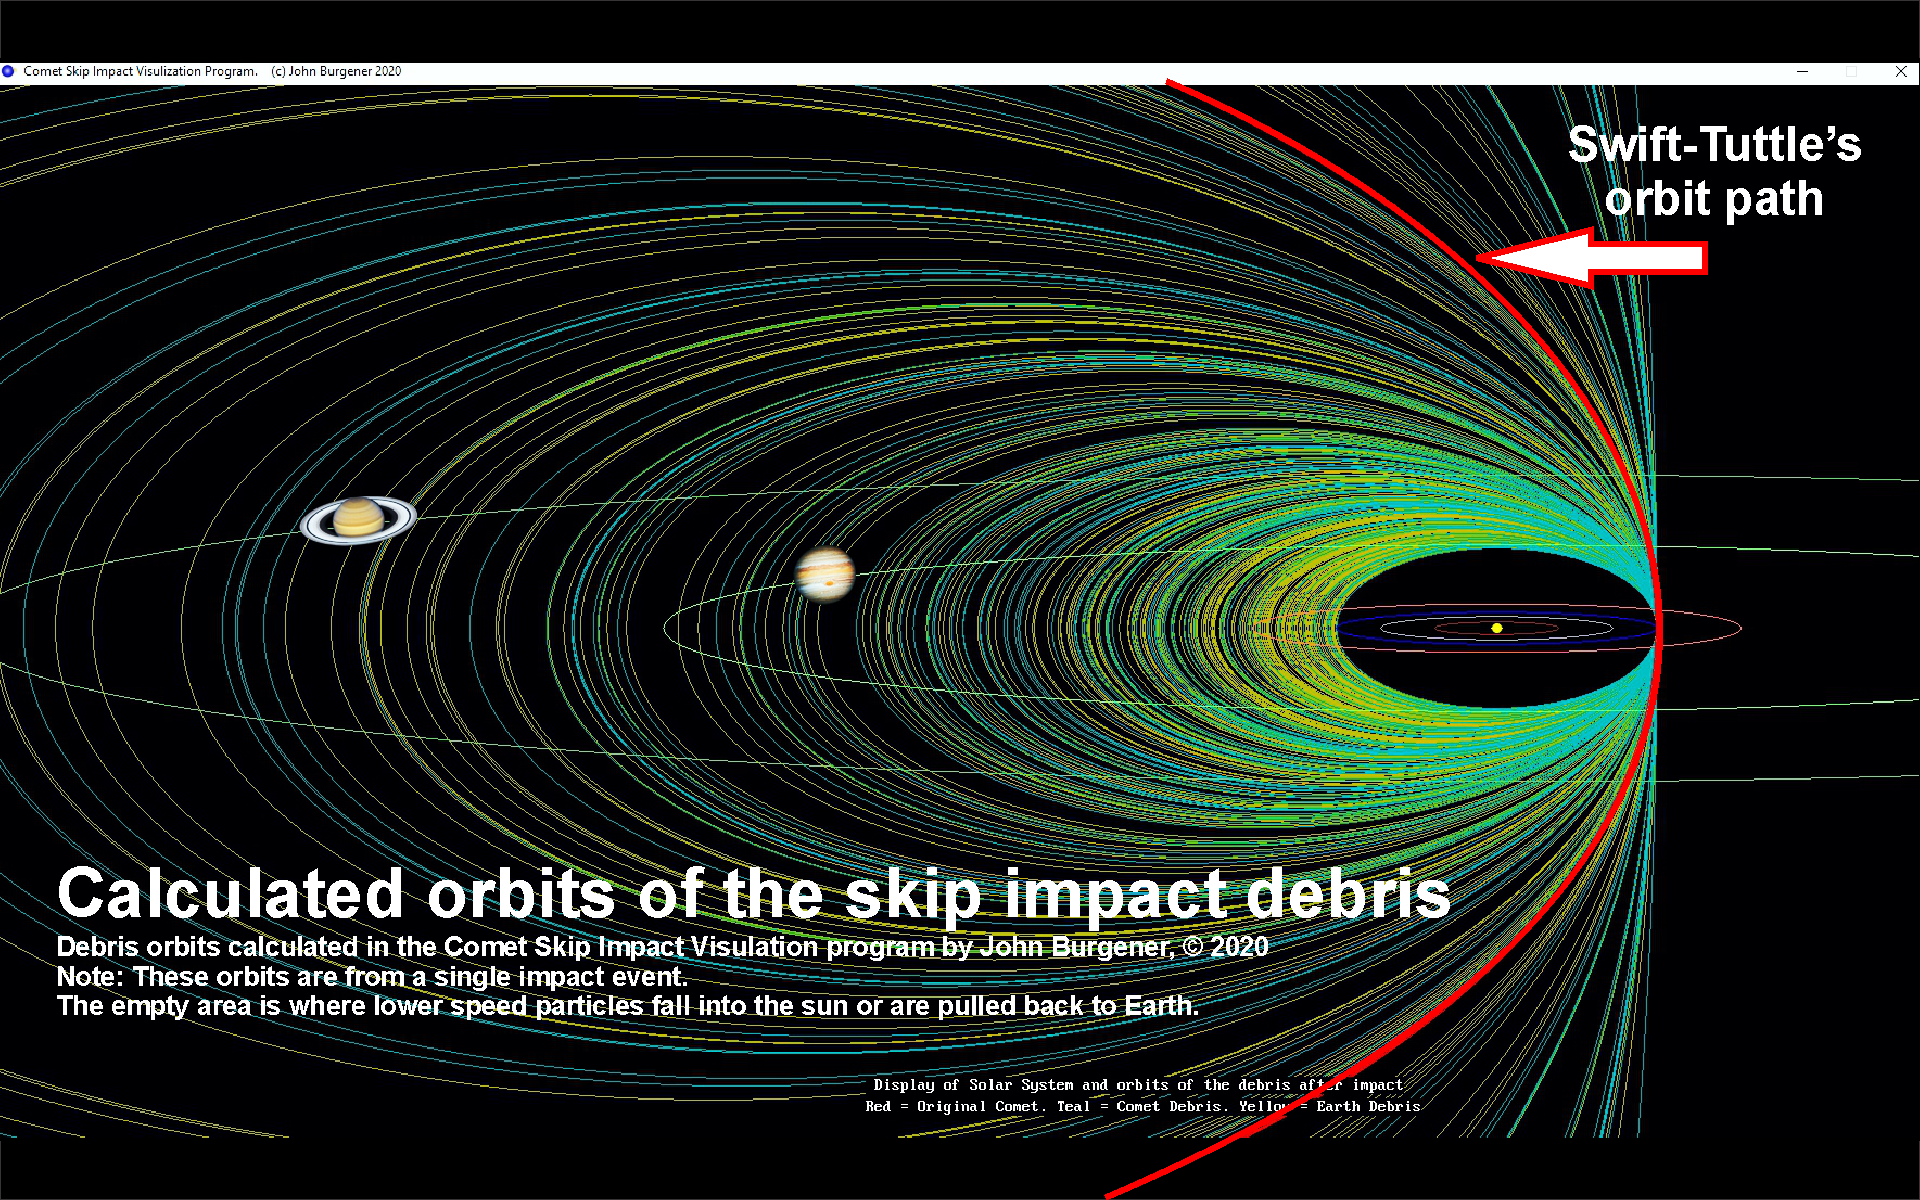 Comet Skip Impact Visulization Program. (c) John Burgener 2020
Swift-Tuttle's
orbit path
Calculated orbits of the skip impact debris
Debris orbits calculated in the Comet Skip Impact Visulation program by John Burgener, © 2020
Note: These orbits are from a single impact event.
The empty area is where lower speed particles fall into the sun or are pulled back to Earth.
Display of Solar System and orbits of the debris after impact
Red = Original Comet. Teal = Comet Debris. Yellow = Earth Debris